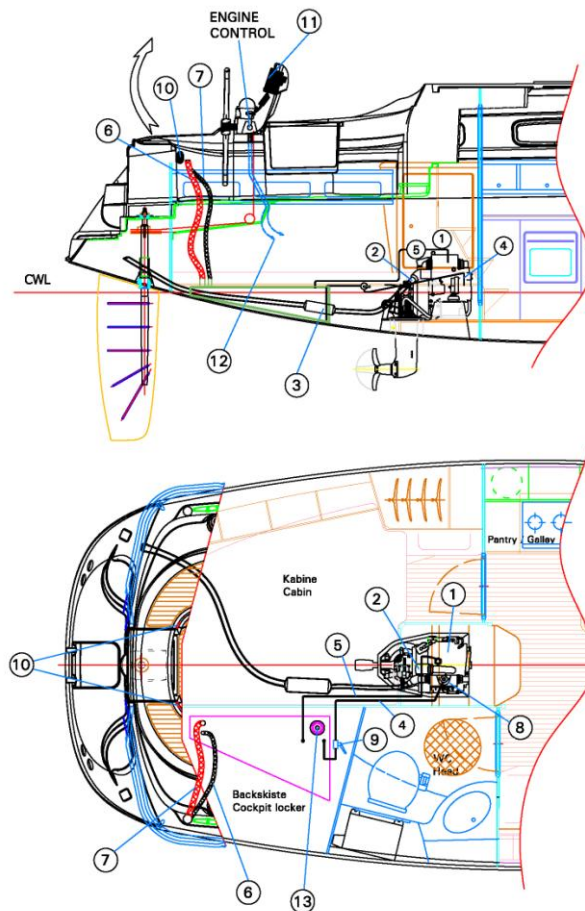 ENGINE
CONTROL
11
7
10
6
1
5
2
4
CWL
12
3
Pantry / Galley
Kabine
Cabin
1
2
5
10
4
8
9
WC
Head
Backskiste
Cockpit locker
7
6
13